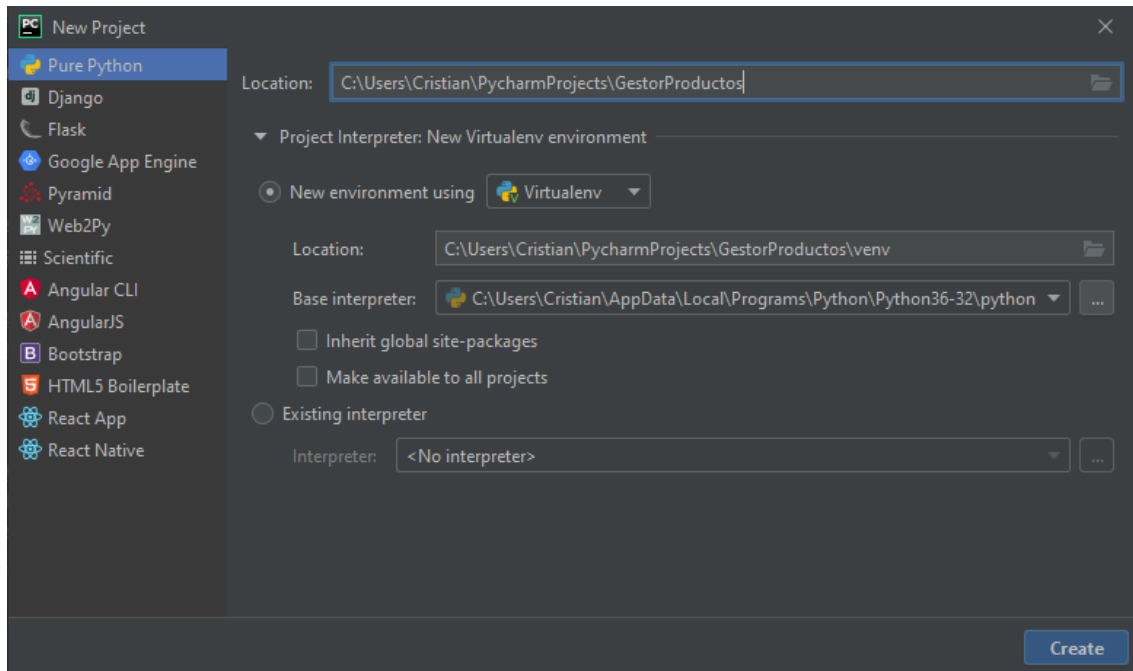 New Project
Pure Python
Django
Flask
Google App Engine
Pyramid
Web2Py
Scientific
Angular CLI
AngularJS
Bootstrap
HTML5 Boilerplate
React App
React Native
Location: C:\Users\Cristian\PycharmProjects\GestorProductos
Project Interpreter: New Virtualenv environment
New environment using Virtualenv
Location: C:\Users\Cristian\PycharmProjects\GestorProductos\venv
Base interpreter: C:\Users\Cristian\AppData\Local\Programs\Python\Python36-32\python ...
Inherit global site-packages
Make available to all projects
Existing interpreter
Interpreter: <No interpreter> ...
Create